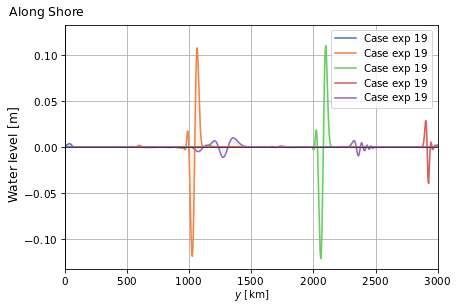 Along Shore
Water level [m]
0.10
0.05
0.00
−0.05
−0.10
Case exp 19
Case exp 19
Case exp 19
Case exp 19
Case exp 19
0 500 1000 1500 2000 2500 3000
y [km]